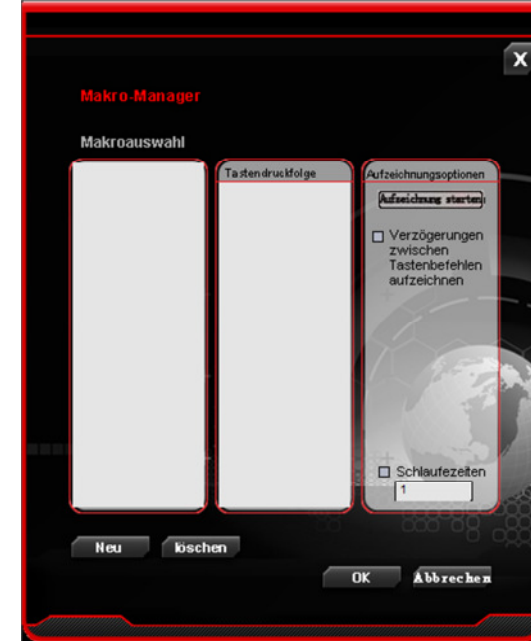 X
Makro-Manager
Makroauswahl
Tastendruckfolge
Aufzeichnungsoptionen
Aufzeichnung starten
Verzögerungen
zwischen
Tastenbefehlen
aufzeichnen
Schlaufezeiten
1
Neu
löschen
OK
Abbrechen